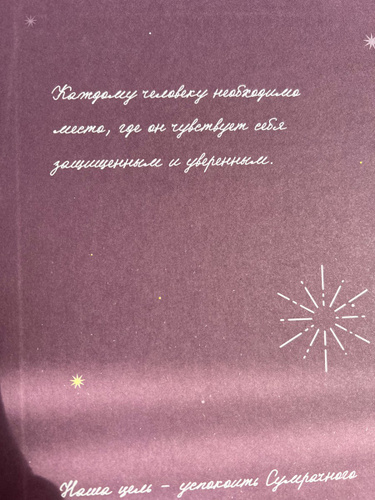 Каждому человеку необходимо
место, где он чувствует себя
защищенным и уверенным.
Наша цель – успокоить Сумрачного